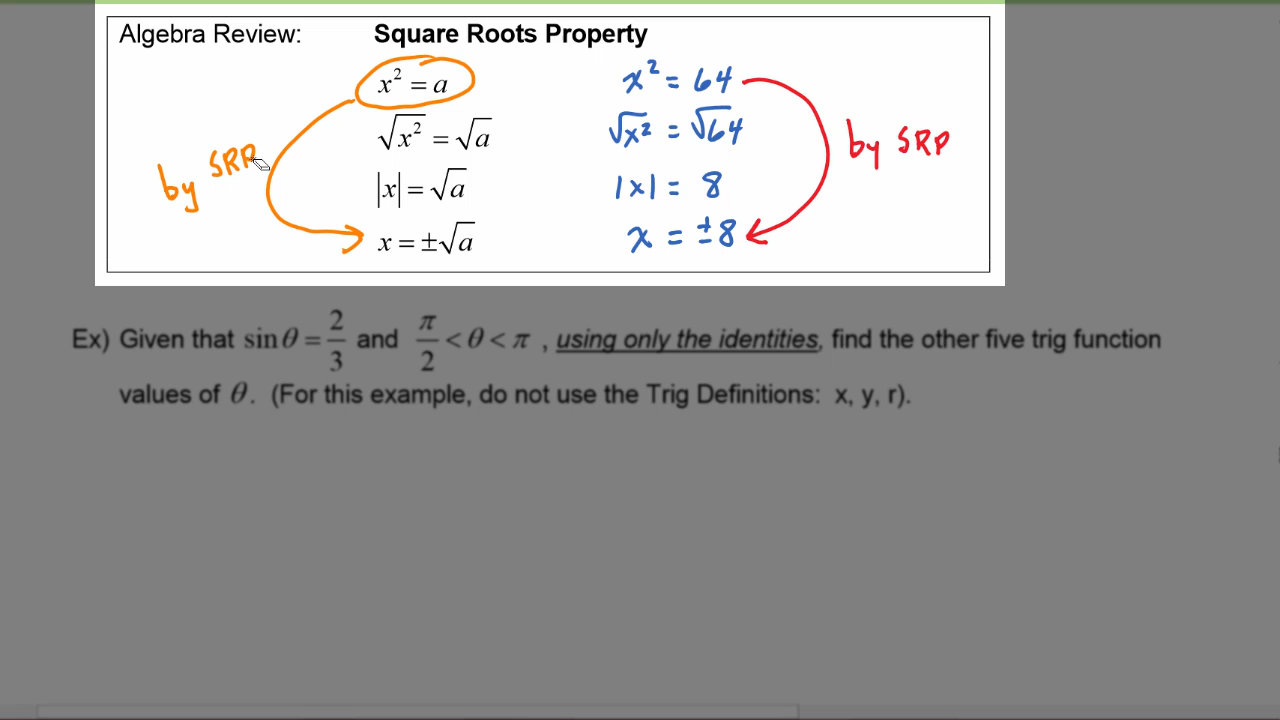 Algebra Review: Square Roots Property
x² = a
√x² = √a
|x| = √a
x = ±√a
by SRP
x² = 64
√x² = √64
|x| = 8
x = ±8
by SRP
Ex) Given that sin θ = 2/3 and π/2 < θ < π , using only the identities, find the other five trig function
values of θ. (For this example, do not use the Trig Definitions: x, y, r).